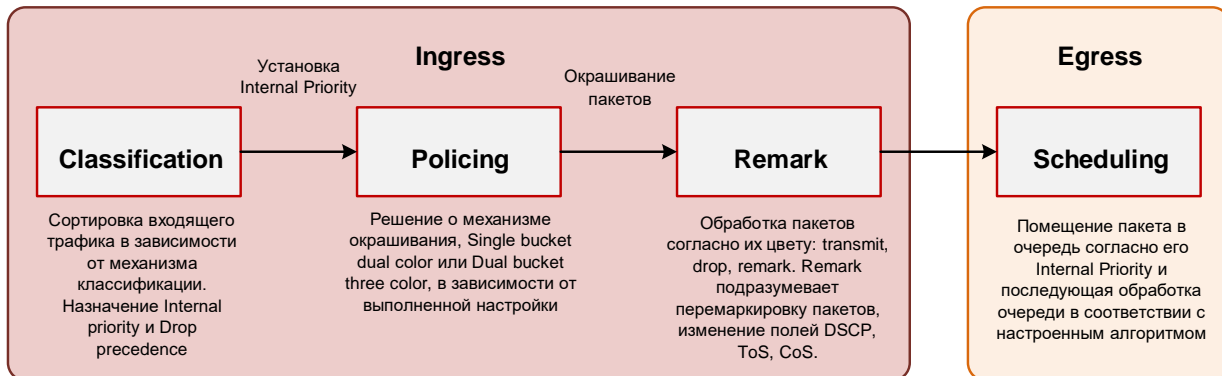 Ingress
Установка
Internal Priority
Окрашивание
пакетов
Classification
Policing
Remark
Сортировка входящего
трафика в зависимости
от механизма
классификации.
Назначение Internal
priority и Drop
precedence
Решение о механизме
окрашивания, Single bucket
dual color или Dual bucket
three color, в зависимости от
выполненной настройки
Обработка пакетов
согласно их цвету: transmit,
drop, remark. Remark
подразумевает
перемаркировку пакетов,
изменение полей DSCP,
ToS, CoS.
Egress
Scheduling
Помещение пакета в
очередь согласно его
Internal Priority и
последующая обработка
очереди в соответствии с
настроенным алгоритмом